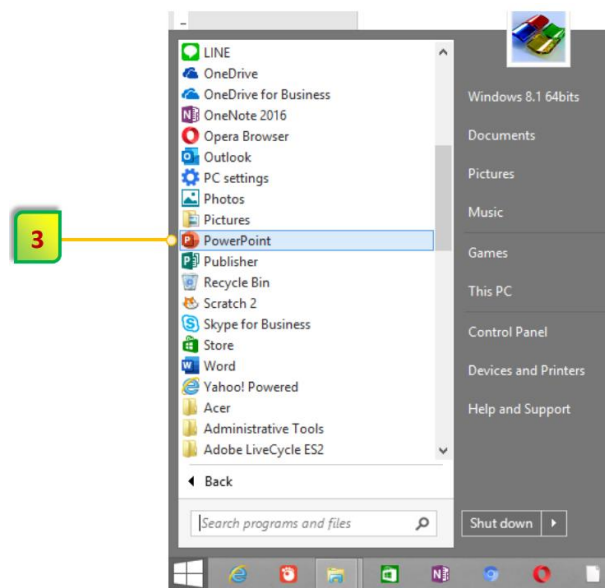 LINE
OneDrive
OneDrive for Business
OneNote 2016
Opera Browser
Outlook
PC settings
Photos
Pictures
PowerPoint
Publisher
Recycle Bin
Scratch 2
Skype for Business
Store
Word
Yahoo! Powered
Acer
Administrative Tools
Adobe LiveCycle ES2
Back
Search programs and files
3
Windows 8.1 64bits
Documents
Pictures
Music
Games
This PC
Control Panel
Devices and Printers
Help and Support
Shut down